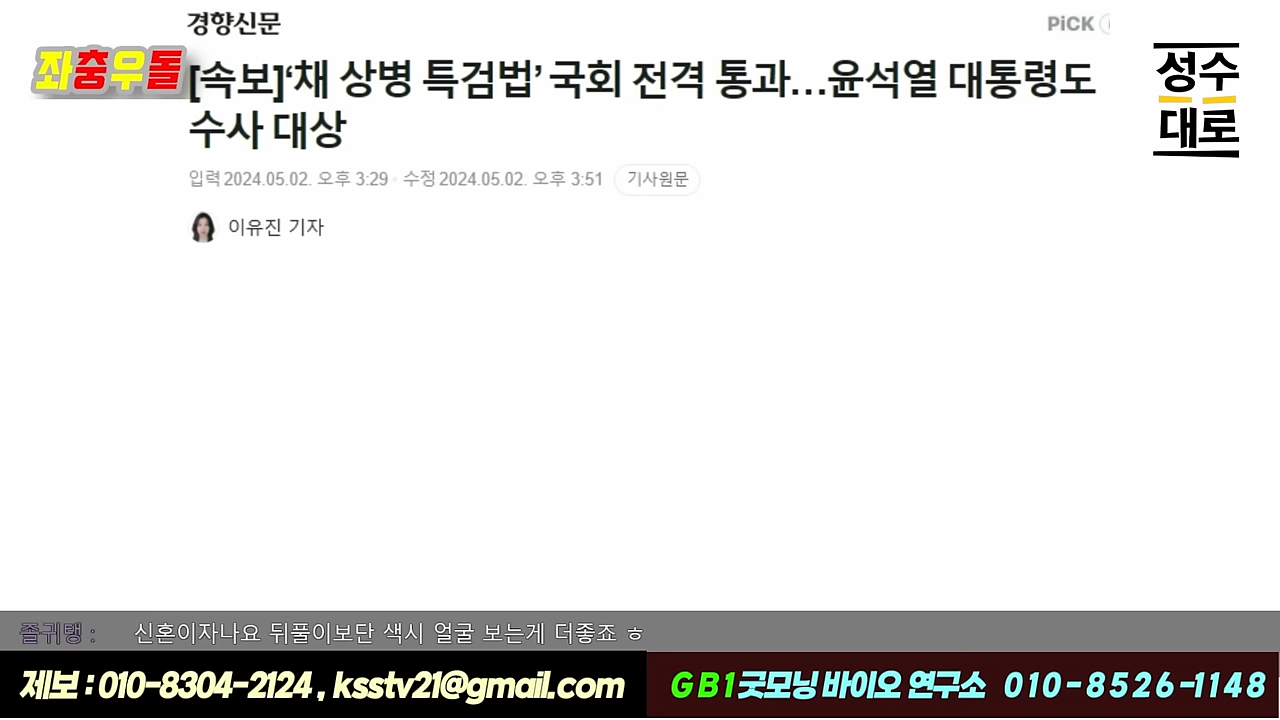 경향신문
PiCK
좌충우돌
[속보]‘채 상병 특검법’ 국회 전격 통과…윤석열 대통령도
수사 대상
성수
대로
입력 2024.05.02. 오후 3:29 · 수정 2024.05.02. 오후 3:51 기사원문
이유진 기자
졸귀탱 : 신혼이자나요 뒤풀이보단 색시 얼굴 보는게 더좋죠 ㅎ
제보 : 010-8304-2124 , ksstv21@gmail.com
GB1굿모닝 바이오 연구소 010-8526-1148